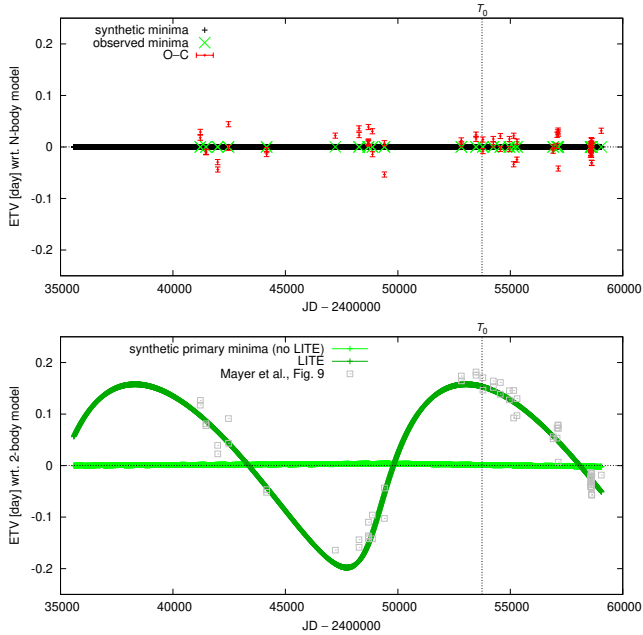 T₀
synthetic minima
observed minima
O−C
ETV [day] wrt. N-body model
0.2
0.1
0
-0.1
-0.2
35000 40000 45000 50000 55000 60000
JD − 2400000
T₀
synthetic primary minima (no LITE)
LITE
Mayer et al., Fig. 9
ETV [day] wrt. 2-body model
0.2
0.1
0
-0.1
-0.2
35000 40000 45000 50000 55000 60000
JD − 2400000